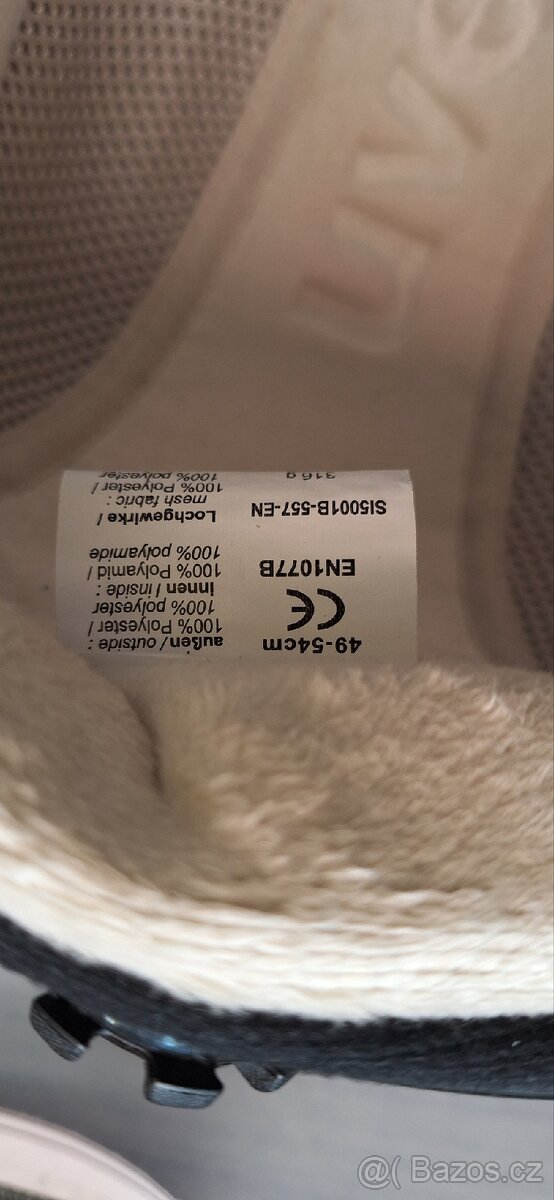 LIVE
49-54cm
CE
EN1077B
SI5001B-557-EN
316 g
außen / outside :
100% Polyester /
100% polyester
Innen / inside :
100% Polyamid /
100% polyamide
Lochgewirke /
mesh fabric :
100% Polyester /
100% polyester
@( Bazos.cz